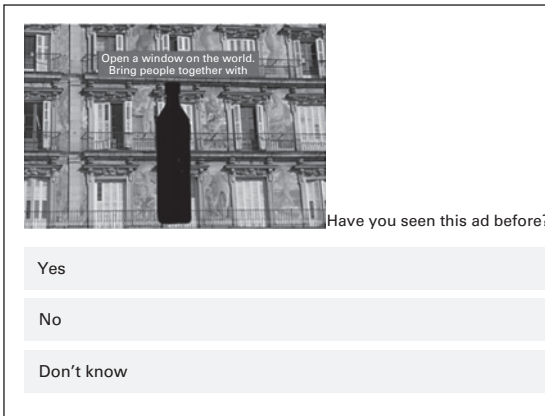 Open a window on the world.
Bring people together with
Have you seen this ad before?
Yes
No
Don't know